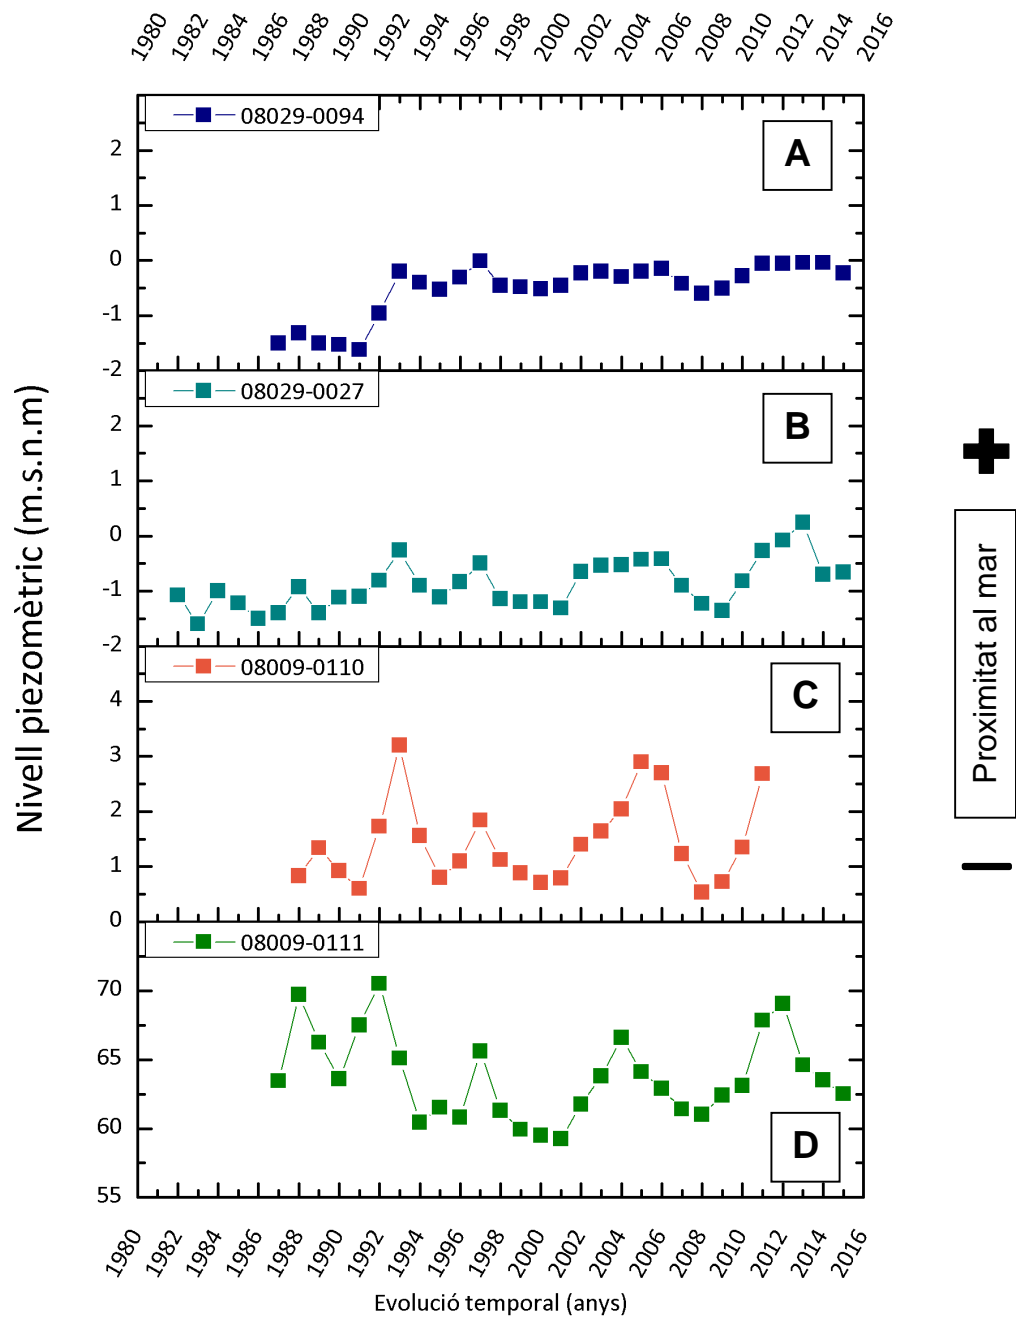 1980 1982 1984 1986 1988 1990 1992 1994 1996 1998 2000 2002 2004 2006 2008 2010 2012 2014 2016
08029-0094
A
2
1
0
-1
-2
08029-0027
B
2
1
0
-1
-2
08009-0110
C
4
3
2
1
0
08009-0111
D
70
65
60
55
1980 1982 1984 1986 1988 1990 1992 1994 1996 1998 2000 2002 2004 2006 2008 2010 2012 2014 2016
Evolució temporal (anys)
Nivell piezomètric (m.s.n.m)
+
Proximitat al mar
–